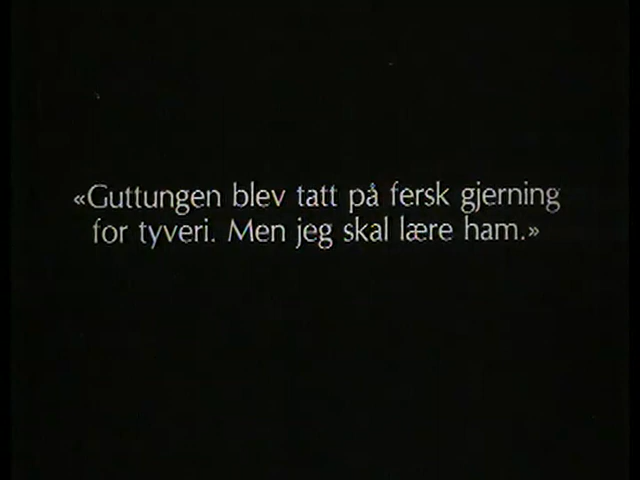 «Guttungen blev tatt på fersk gjerning
for tyveri. Men jeg skal lære ham.»